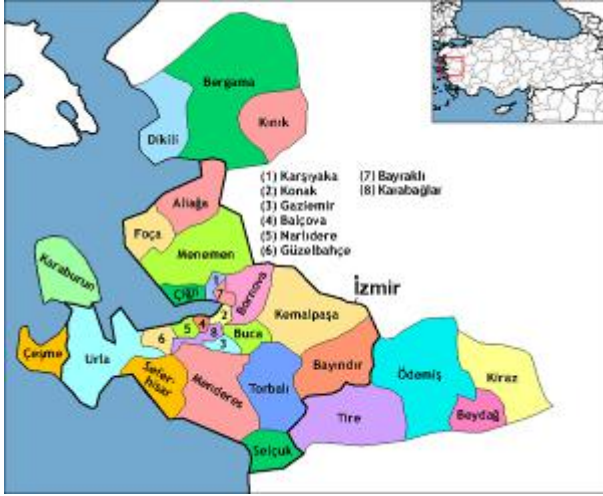 Bergama
Dikili
Kınık
(1) Karşıyaka (7) Bayraklı
(2) Konak (8) Karabağlar
(3) Gaziemir
(4) Balçova
(5) Narlıdere
(6) Güzelbahçe
Aliağa
Foça
Menemen
Karaburun
Çiğli
1
7
Bornova
İzmir
2
Kemalpaşa
Çeşme
Urla
6
5
4
8
3
Buca
Sefer-
hisar
Menderes
Torbalı
Bayındır
Ödemiş
Kiraz
Beydağ
Tire
Selçuk